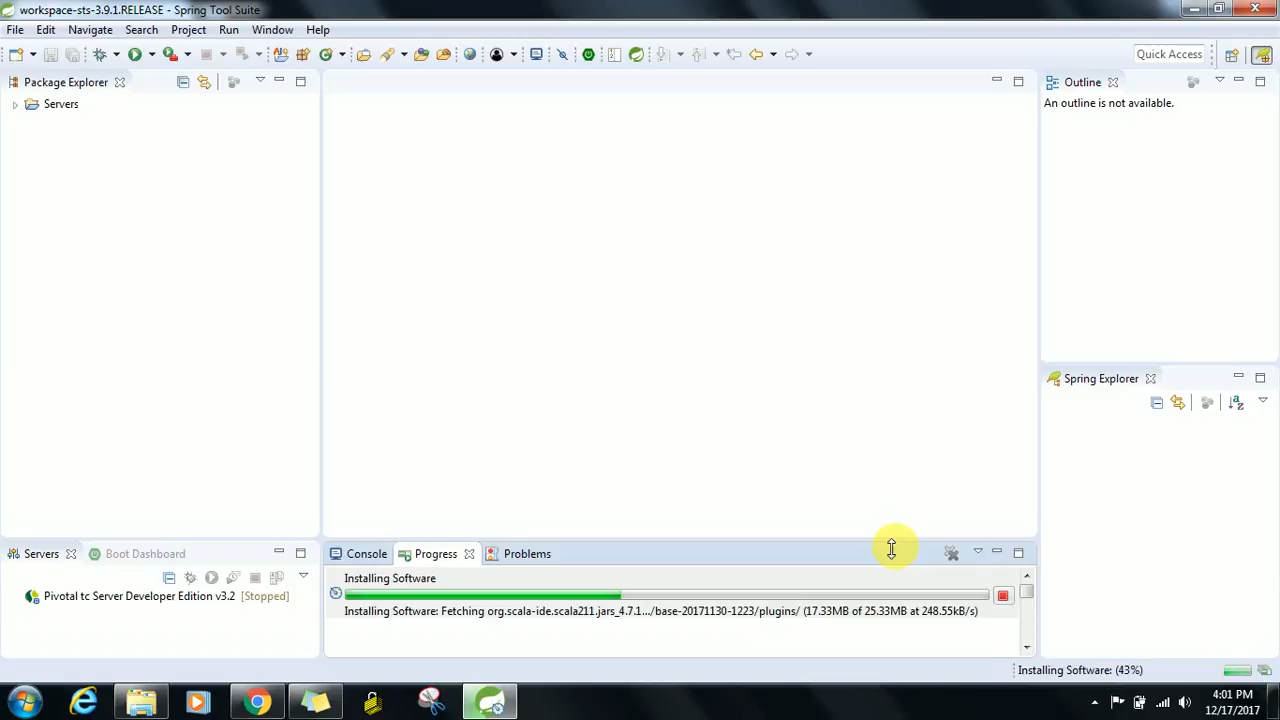 workspace-sts-3.9.1.RELEASE - Spring Tool Suite
File Edit Navigate Search Project Run Window Help
Quick Access
Package Explorer
Servers
Outline
An outline is not available.
Spring Explorer
Servers Boot Dashboard
Pivotal tc Server Developer Edition v3.2 [Stopped]
Console Progress Problems
Installing Software
Installing Software: Fetching org.scala-ide.scala211.jars_4.7.1.../base-20171130-1223/plugins/ (17.33MB of 25.33MB at 248.55kB/s)
Installing Software: (43%)
4:01 PM
12/17/2017